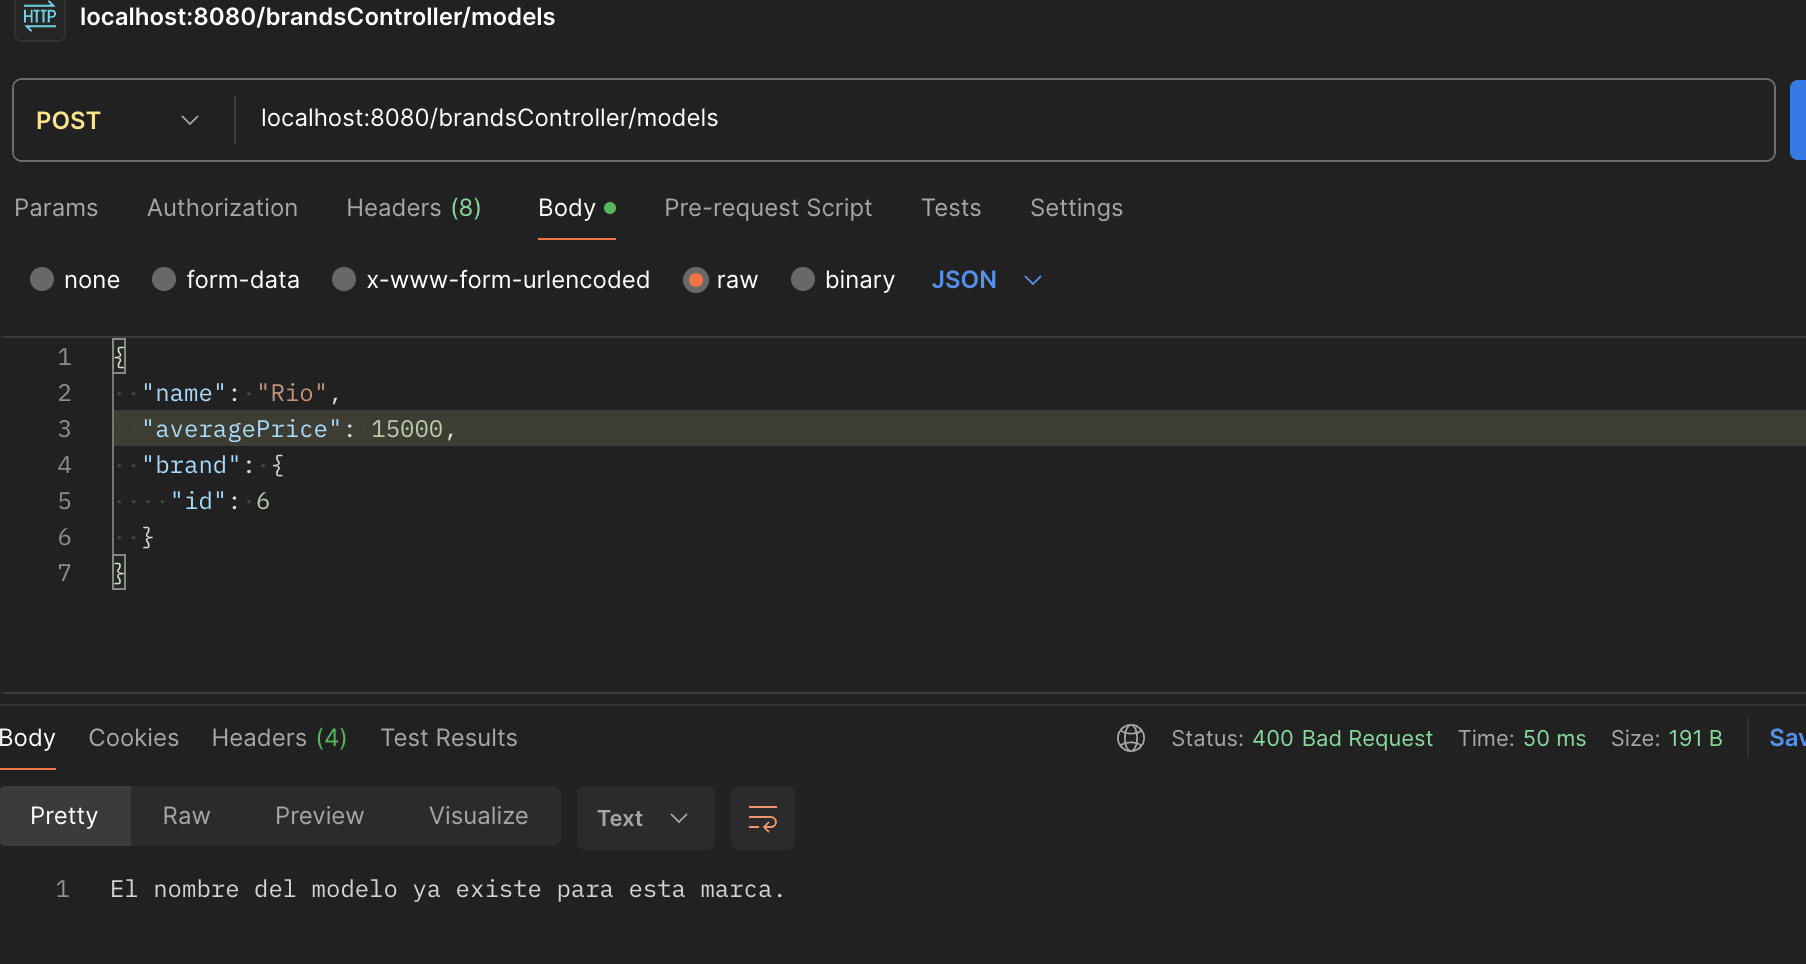 HTTP localhost:8080/brandsController/models
POST localhost:8080/brandsController/models
Params Authorization Headers (8) Body Pre-request Script Tests Settings
none form-data x-www-form-urlencoded raw binary JSON
1 {
2 "name": "Rio",
3 "averagePrice": 15000,
4 "brand": {
5 "id": 6
6 }
7 }
Body Cookies Headers (4) Test Results Status: 400 Bad Request Time: 50 ms Size: 191 B Sav
Pretty Raw Preview Visualize Text
1 El nombre del modelo ya existe para esta marca.